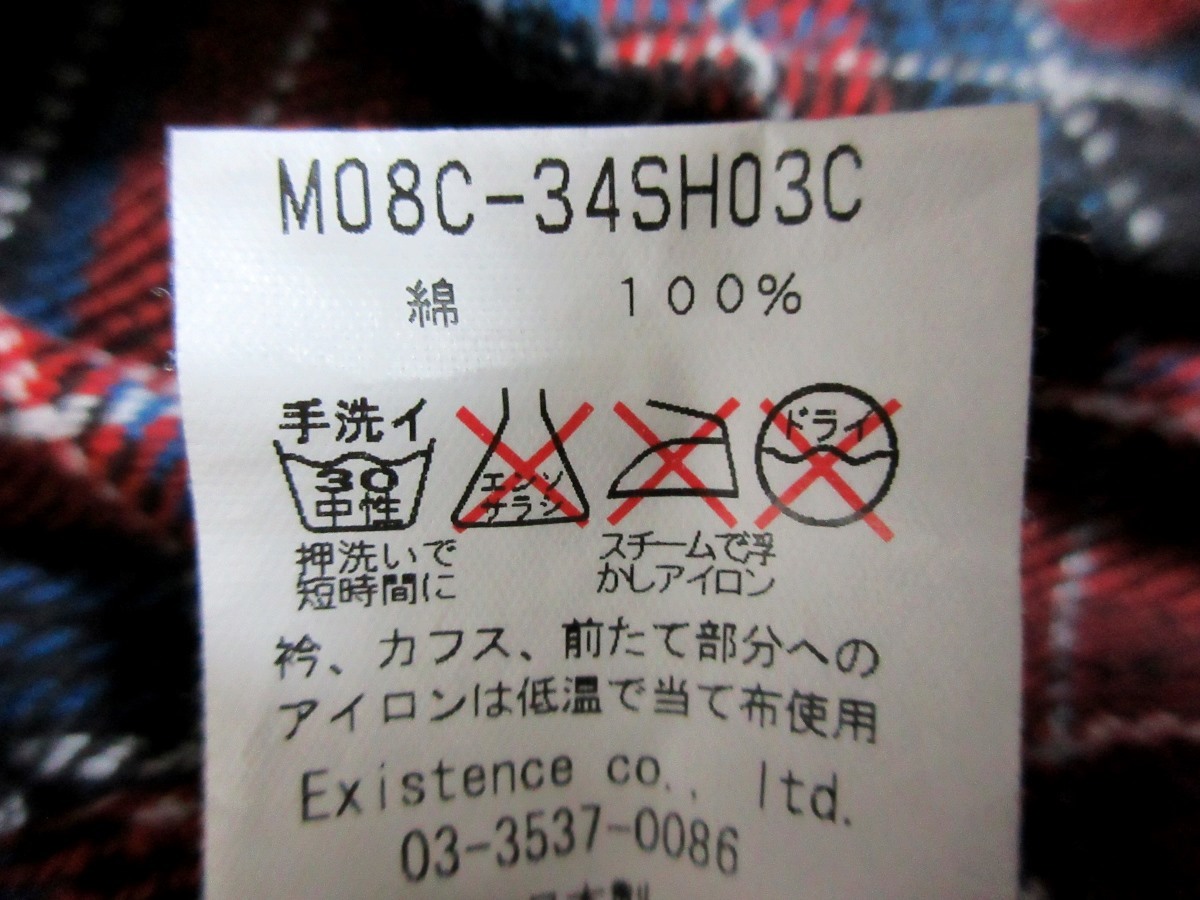 M08C-34SH03C
綿 100%
手洗イ
30
中性
エンソ
サラシ
ドライ
押洗いで
短時間に
スチームで浮
かしアイロン
衿、カフス、前たて部分への
アイロンは低温で当て布使用
Existence co., ltd.
03-3537-0086
日本製